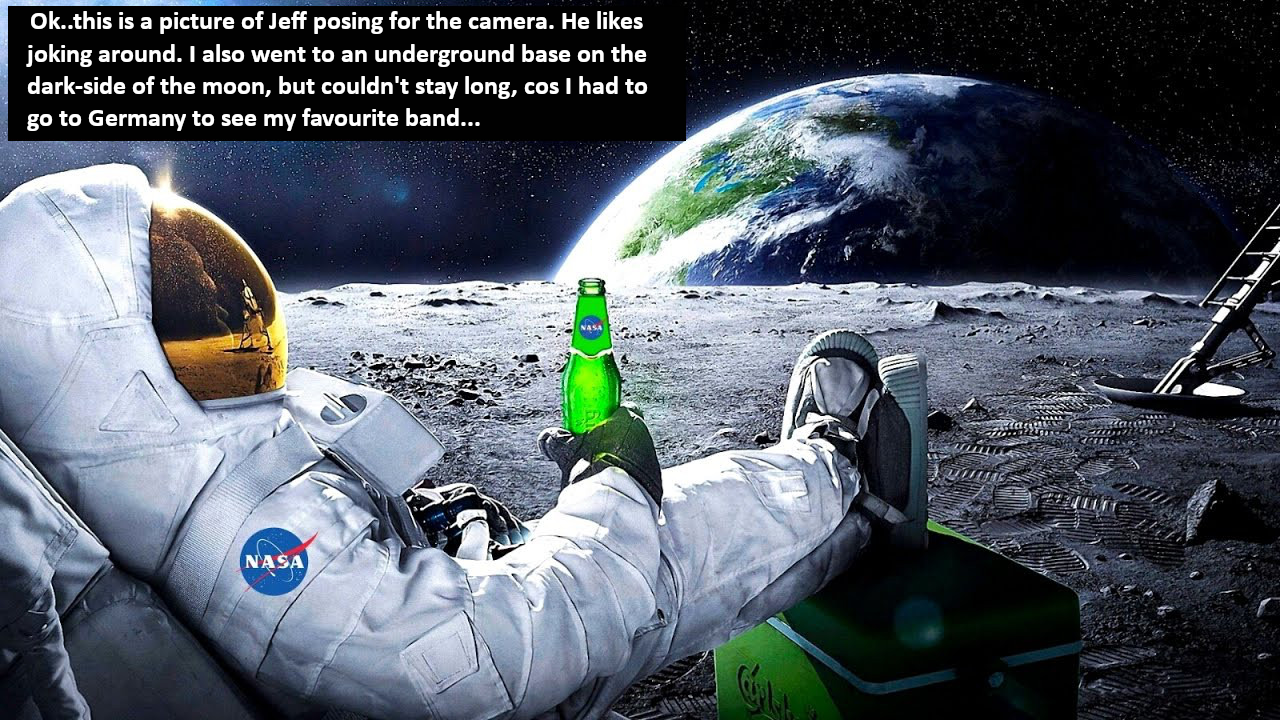 Ok..this is a picture of Jeff posing for the camera. He likes
joking around. I also went to an underground base on the
dark-side of the moon, but couldn't stay long, cos I had to
go to Germany to see my favourite band...
NASA
NASA